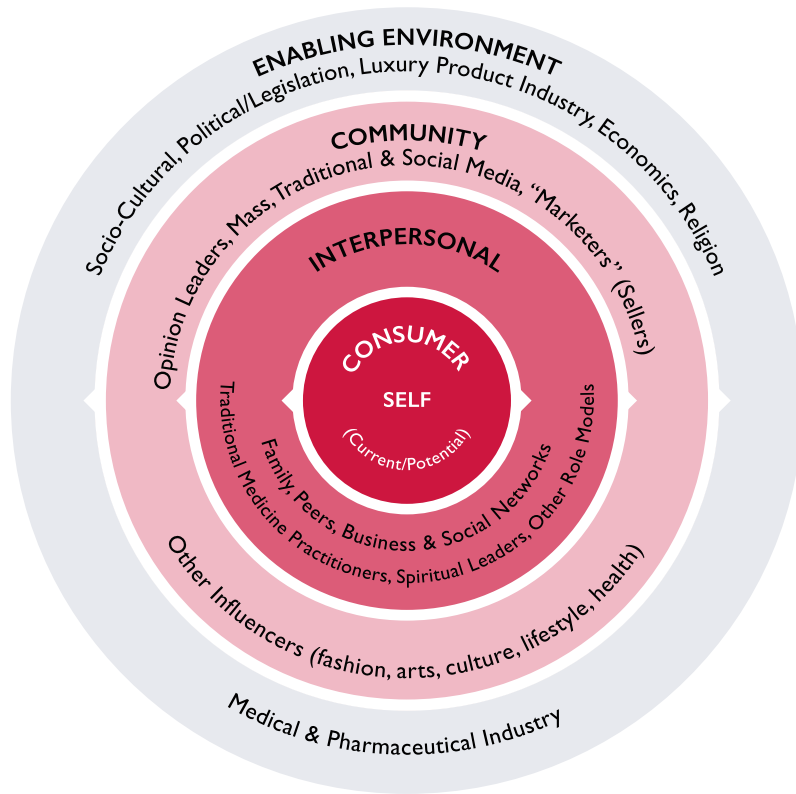 ENABLING ENVIRONMENT
Socio-Cultural, Political/Legislation, Luxury Product Industry, Economics, Religion
COMMUNITY
Opinion Leaders, Mass, Traditional & Social Media, “Marketers” (Sellers)
INTERPERSONAL
CONSUMER
SELF
(Current/Potential)
Family, Peers, Business & Social Networks
Traditional Medicine Practitioners, Spiritual Leaders, Other Role Models
Other Influencers (fashion, arts, culture, lifestyle, health)
Medical & Pharmaceutical Industry